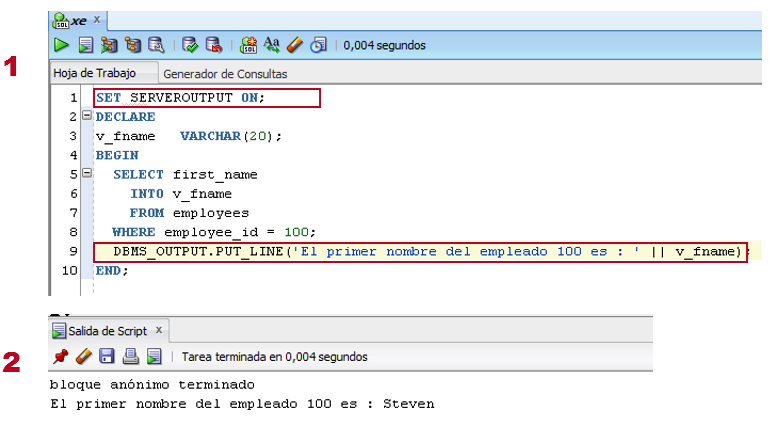 xe x
SQL 0,004 segundos
1
Hoja de Trabajo Generador de Consultas
1 SET SERVEROUTPUT ON;
2 DECLARE
3 v_fname VARCHAR(20);
4 BEGIN
5 SELECT first_name
6 INTO v_fname
7 FROM employees
8 WHERE employee_id = 100;
9 DBMS_OUTPUT.PUT_LINE('El primer nombre del empleado 100 es : ' || v_fname);
10 END;
2
Salida de Script x
Tarea terminada en 0,004 segundos
bloque anónimo terminado
El primer nombre del empleado 100 es : Steven